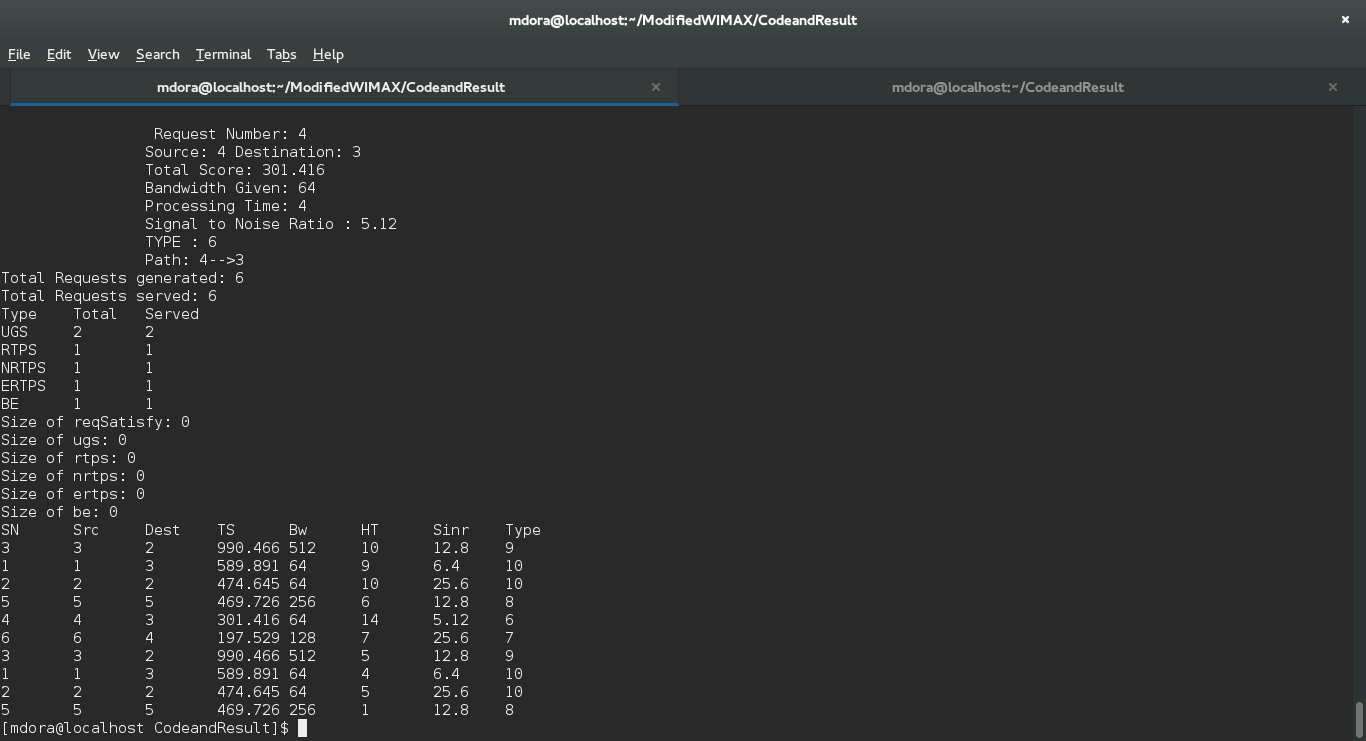 mdora@localhost:~/ModifiedWIMAX/CodeandResult ×
File Edit View Search Terminal Tabs Help
mdora@localhost:~/ModifiedWIMAX/CodeandResult × mdora@localhost:~/CodeandResult ×
Request Number: 4
Source: 4 Destination: 3
Total Score: 301.416
Bandwidth Given: 64
Processing Time: 4
Signal to Noise Ratio : 5.12
TYPE : 6
Path: 4-->3
Total Requests generated: 6
Total Requests served: 6
Type Total Served
UGS 2 2
RTPS 1 1
NRTPS 1 1
ERTPS 1 1
BE 1 1
Size of reqSatisfy: 0
Size of ugs: 0
Size of rtps: 0
Size of nrtps: 0
Size of ertps: 0
Size of be: 0
SN Src Dest TS Bw HT Sinr Type
3 3 2 990.466 512 10 12.8 9
1 1 3 589.891 64 9 6.4 10
2 2 2 474.645 64 10 25.6 10
5 5 5 469.726 256 6 12.8 8
4 4 3 301.416 64 14 5.12 6
6 6 4 197.529 128 7 25.6 7
3 3 2 990.466 512 5 12.8 9
1 1 3 589.891 64 4 6.4 10
2 2 2 474.645 64 5 25.6 10
5 5 5 469.726 256 1 12.8 8
[mdora@localhost CodeandResult]$